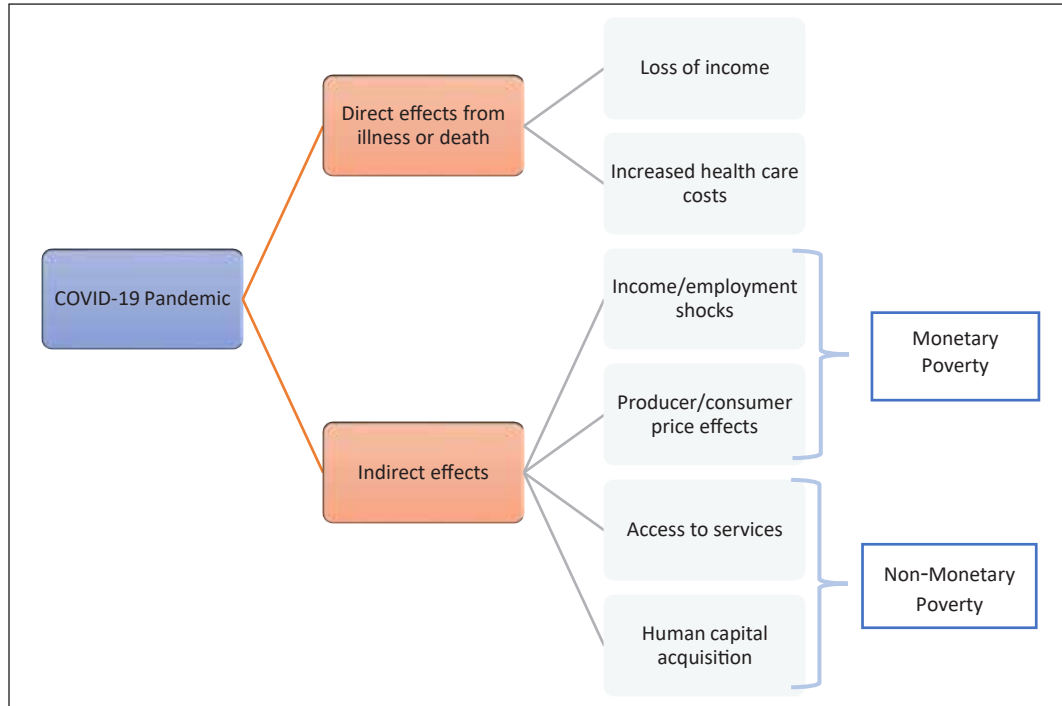 Loss of income
Direct effects from
illness or death
Increased health care
costs
COVID-19 Pandemic
Income/employment
shocks
Monetary
Poverty
Producer/consumer
price effects
Indirect effects
Access to services
Non-Monetary
Poverty
Human capital
acquisition